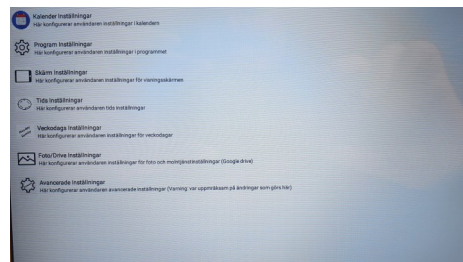 Kalender Inställningar
Här konfigurerar användaren inställningar i kalendern
Program Inställningar
Här konfigurerar användaren inställningar i programmet
Skärm Inställningar
Här konfigurerar användaren inställningar för visningsskärmen
Tids Inställningar
Här konfigurerar användaren tids inställningar
Veckodags Inställningar
Här konfigurerar användaren inställningar för veckodagar
Foto/Drive Inställningar
Här konfigurerar användaren inställningar för foto och molntjänstinställningar (Google drive)
Avancerade Inställningar
Här konfigurerar användaren avancerade inställningar (Varning: var uppmärksam på ändringar som görs här)